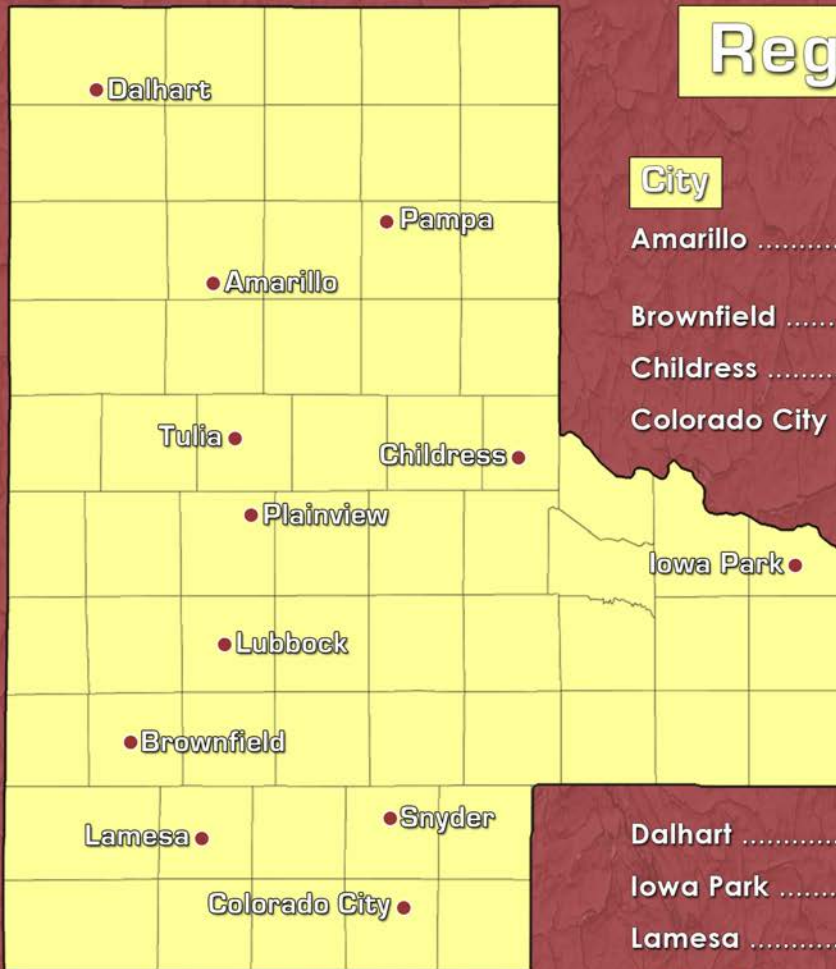 Reg
Dalhart
City
Pampa
Amarillo ..........
Amarillo
Brownfield ......
Childress ........
Colorado City
Tulia
Childress
Plainview
Iowa Park
Lubbock
Brownfield
Snyder
Lamesa
Dalhart ............
Iowa Park .......
Colorado City
Lamesa ...........